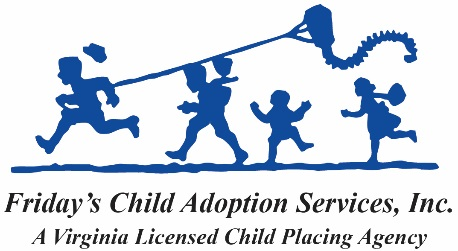 Friday's Child Adoption Services, Inc.
A Virginia Licensed Child Placing Agency